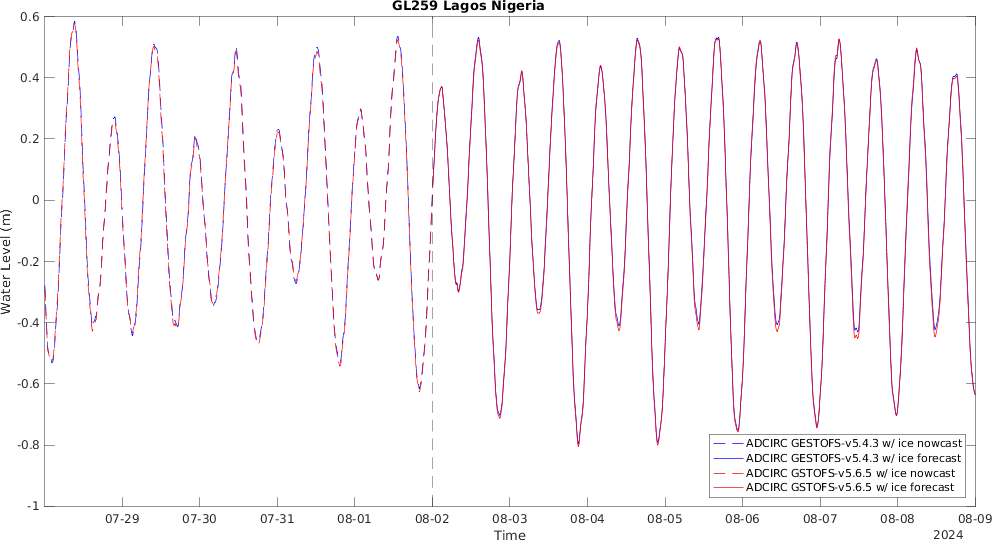 GL259 Lagos Nigeria
0.6
0.4
0.2
0
-0.2
-0.4
-0.6
-0.8
-1
Water Level (m)
ADCIRC GESTOFS-v5.4.3 w/ ice nowcast
ADCIRC GESTOFS-v5.4.3 w/ ice forecast
ADCIRC GSTOFS-v5.6.5 w/ ice nowcast
ADCIRC GSTOFS-v5.6.5 w/ ice forecast
07-29 07-30 07-31 08-01 08-02 08-03 08-04 08-05 08-06 08-07 08-08 08-09
Time
2024